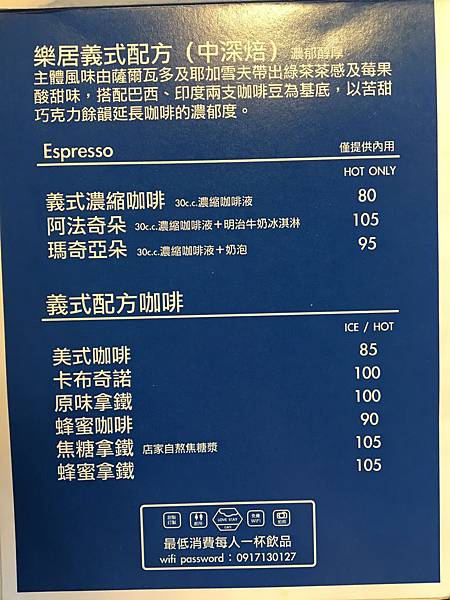 樂居義式配方（中深焙）濃郁醇厚
主體風味由薩爾瓦多及耶加雪夫帶出綠茶茶感及莓果
酸甜味，搭配巴西、印度兩支咖啡豆為基底，以苦甜
巧克力餘韻延長咖啡的濃郁度。
Espresso 僅提供內用
HOT ONLY
義式濃縮咖啡 30c.c.濃縮咖啡液 80
阿法奇朵 30c.c.濃縮咖啡液＋明治牛奶冰淇淋 105
瑪奇亞朵 30c.c.濃縮咖啡液＋奶泡 95
義式配方咖啡
ICE / HOT
美式咖啡 85
卡布奇諾 100
原味拿鐵 100
蜂蜜咖啡 90
焦糖拿鐵 店家自熬焦糖漿 105
蜂蜜拿鐵 105
LOVE STAY
CAFE
免費
WiFi
最低消費每人一杯飲品
wifi password：0917130127